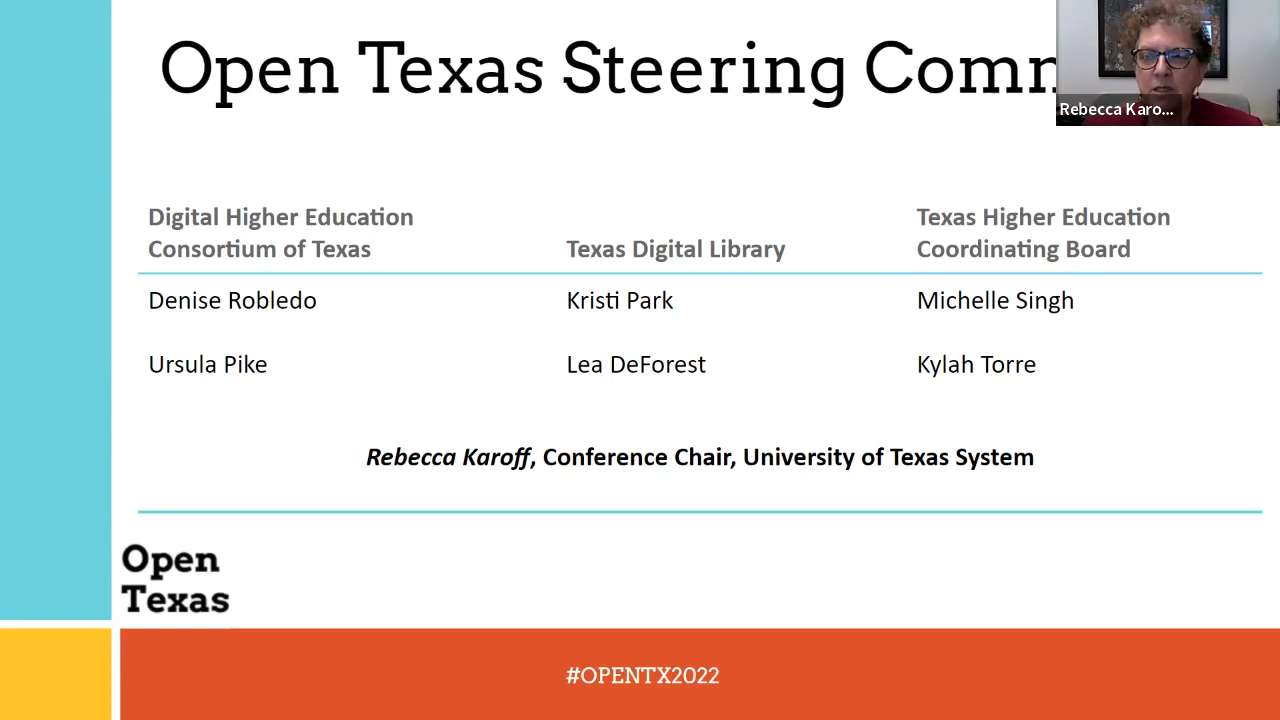 Open Texas Steering Comm
Rebecca Karo...
Digital Higher Education
Consortium of Texas
Texas Digital Library
Texas Higher Education
Coordinating Board
Denise Robledo
Kristi Park
Michelle Singh
Ursula Pike
Lea DeForest
Kylah Torre
Rebecca Karoff, Conference Chair, University of Texas System
Open
Texas
#OPENTX2022